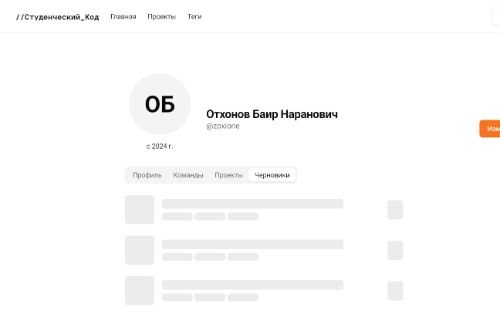 //Студенческий_Код Главная Проекты Теги
ОБ
Отхонов Баир Наранович
@zoxione
с 2024 г.
Изм
Профиль Команды Проекты Черновики